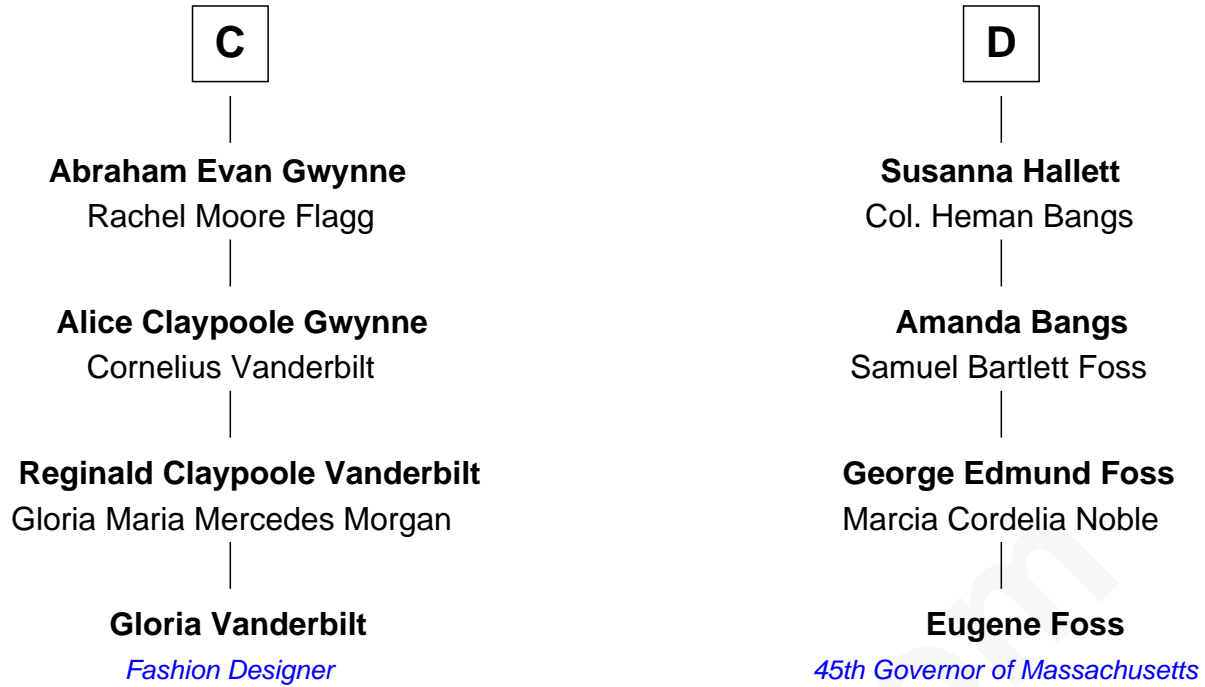 C
Abraham Evan Gwynne
Rachel Moore Flagg
Alice Claypoole Gwynne
Cornelius Vanderbilt
Reginald Claypoole Vanderbilt
Gloria Maria Mercedes Morgan
Gloria Vanderbilt
Fashion Designer
D
Susanna Hallett
Col. Heman Bangs
Amanda Bangs
Samuel Bartlett Foss
George Edmund Foss
Marcia Cordelia Noble
Eugene Foss
45th Governor of Massachusetts